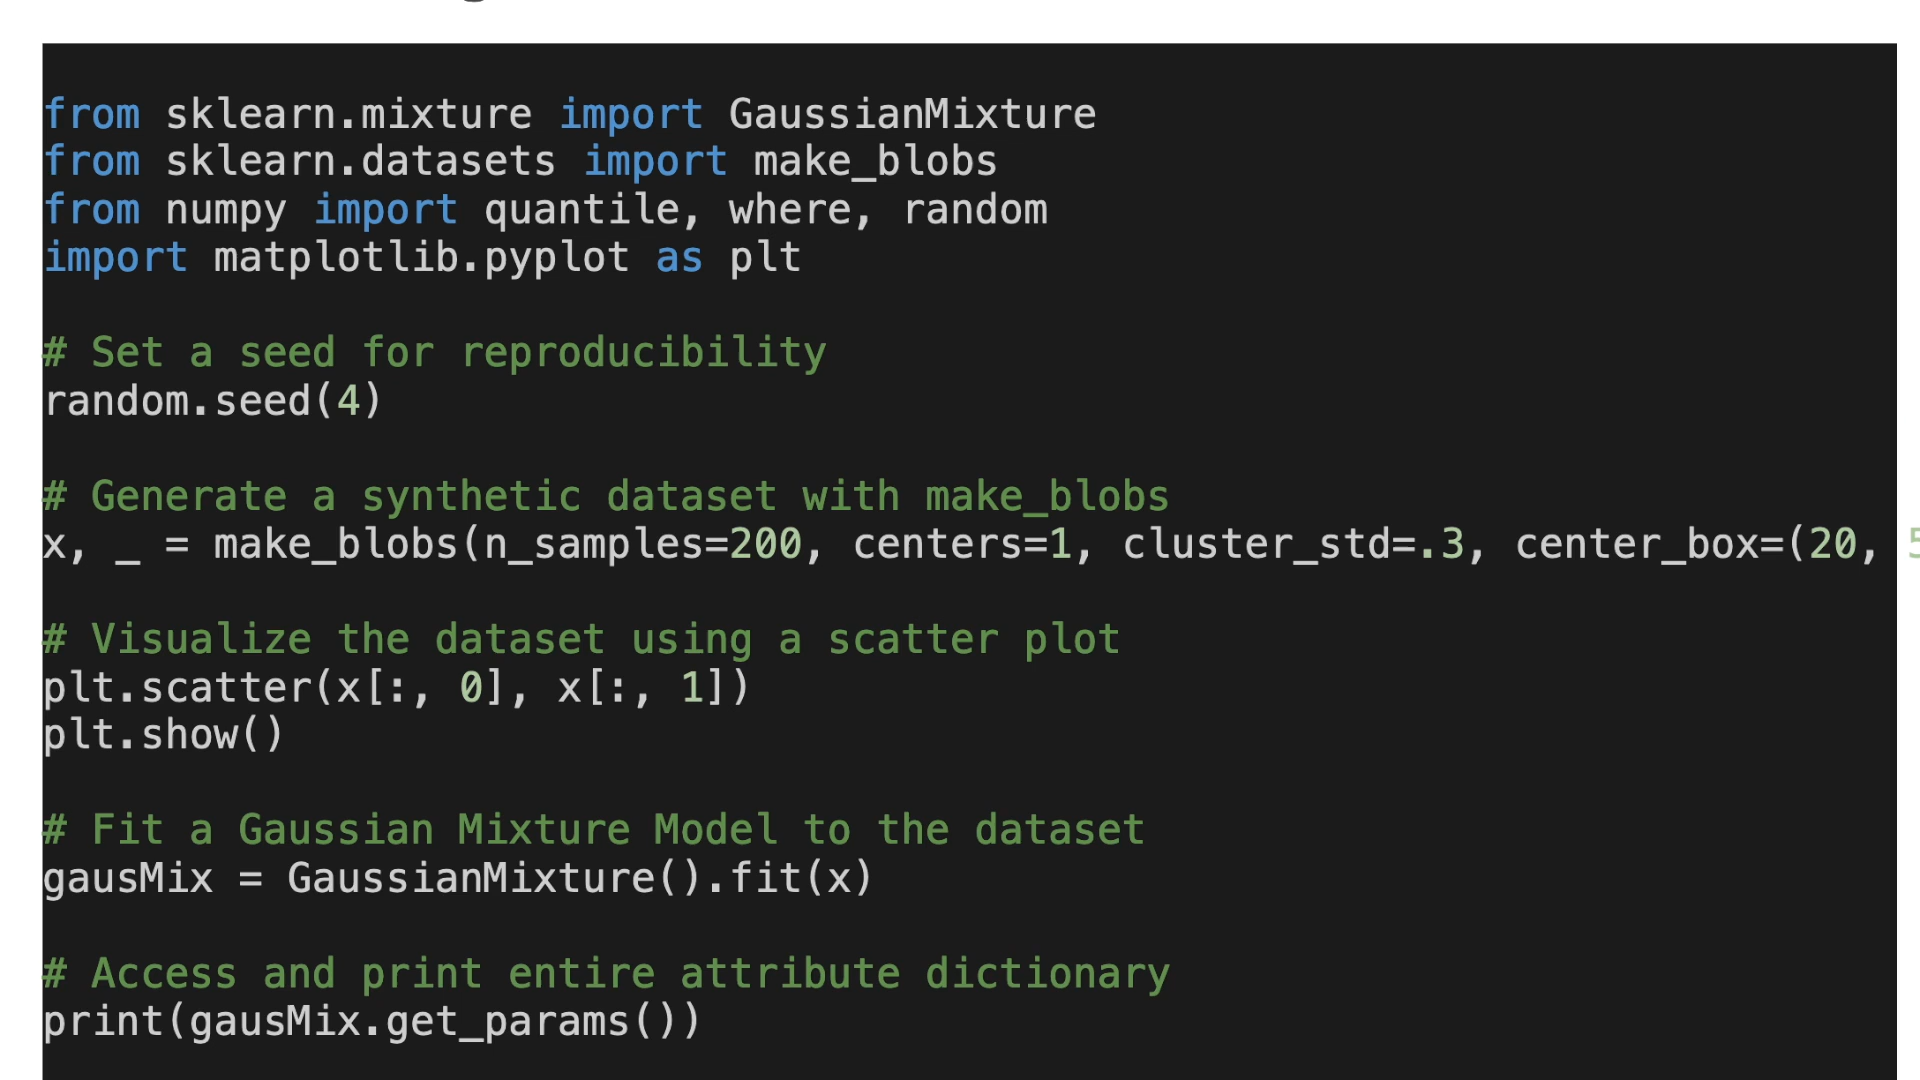 from sklearn.mixture import GaussianMixture
from sklearn.datasets import make_blobs
from numpy import quantile, where, random
import matplotlib.pyplot as plt
# Set a seed for reproducibility
random.seed(4)
# Generate a synthetic dataset with make_blobs
x, _ = make_blobs(n_samples=200, centers=1, cluster_std=.3, center_box=(20,
# Visualize the dataset using a scatter plot
plt.scatter(x[:, 0], x[:, 1])
plt.show()
# Fit a Gaussian Mixture Model to the dataset
gausMix = GaussianMixture().fit(x)
# Access and print entire attribute dictionary
print(gausMix.get_params())